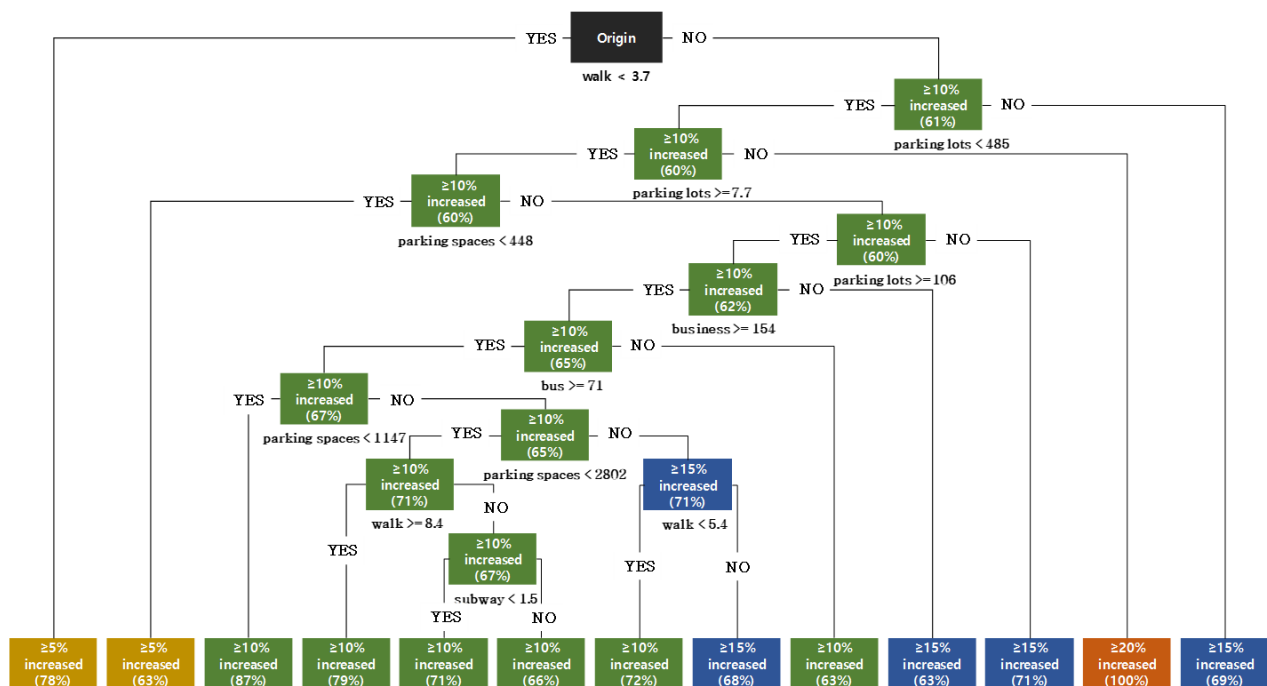 YES
Origin
NO
walk < 3.7
≥10%
increased
(61%)
YES
NO
parking lots < 485
≥10%
increased
(60%)
YES
NO
parking lots >= 7.7
≥10%
increased
(60%)
YES
NO
parking spaces < 448
≥10%
increased
(60%)
YES
NO
parking lots >= 106
≥10%
increased
(62%)
YES
NO
business >= 154
≥10%
increased
(65%)
YES
NO
bus >= 71
≥10%
increased
(67%)
YES
NO
parking spaces < 1147
≥10%
increased
(65%)
YES
NO
parking spaces < 2802
≥10%
increased
(71%)
YES
NO
walk >= 8.4
≥15%
increased
(71%)
walk < 5.4
YES
NO
≥10%
increased
(67%)
subway < 1.5
YES
NO
≥5%
increased
(78%)
≥5%
increased
(63%)
≥10%
increased
(87%)
≥10%
increased
(79%)
≥10%
increased
(71%)
≥10%
increased
(66%)
≥10%
increased
(72%)
≥15%
increased
(68%)
≥10%
increased
(63%)
≥15%
increased
(63%)
≥15%
increased
(71%)
≥20%
increased
(100%)
≥15%
increased
(69%)